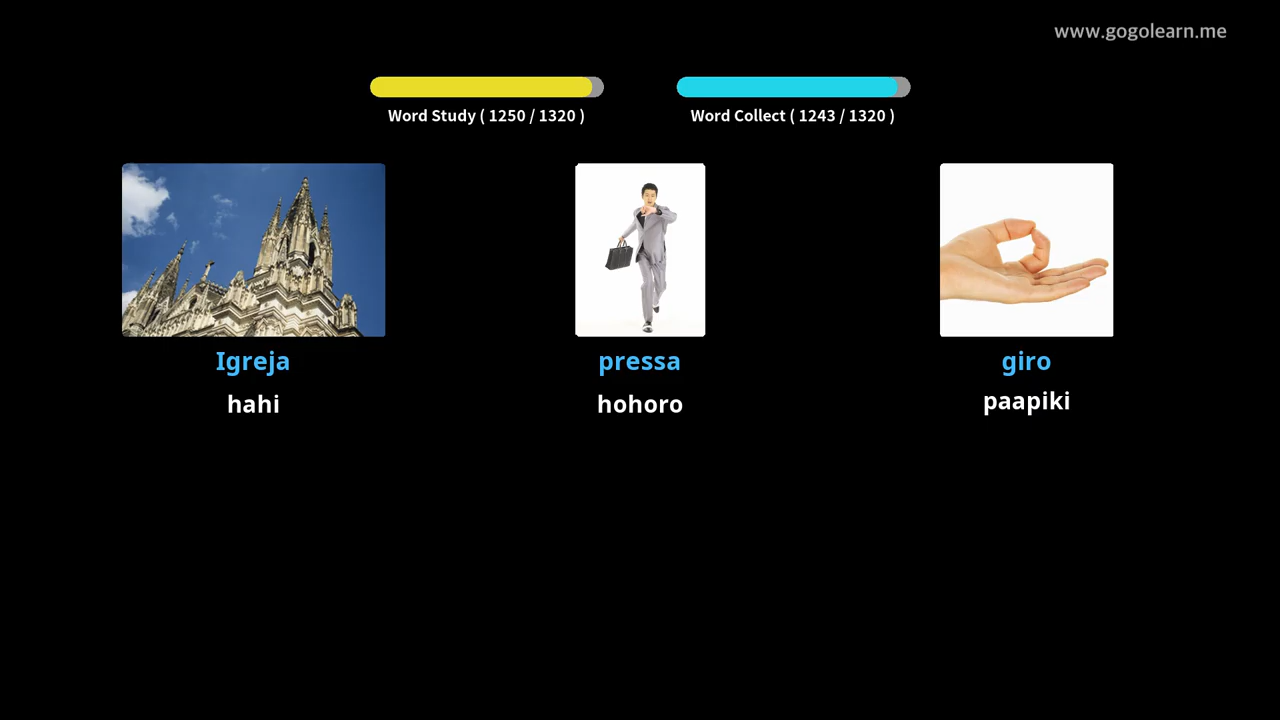 www.gogolearn.me
Word Study ( 1250 / 1320 )
Word Collect ( 1243 / 1320 )
Igreja
hahi
pressa
hohoro
giro
paapiki